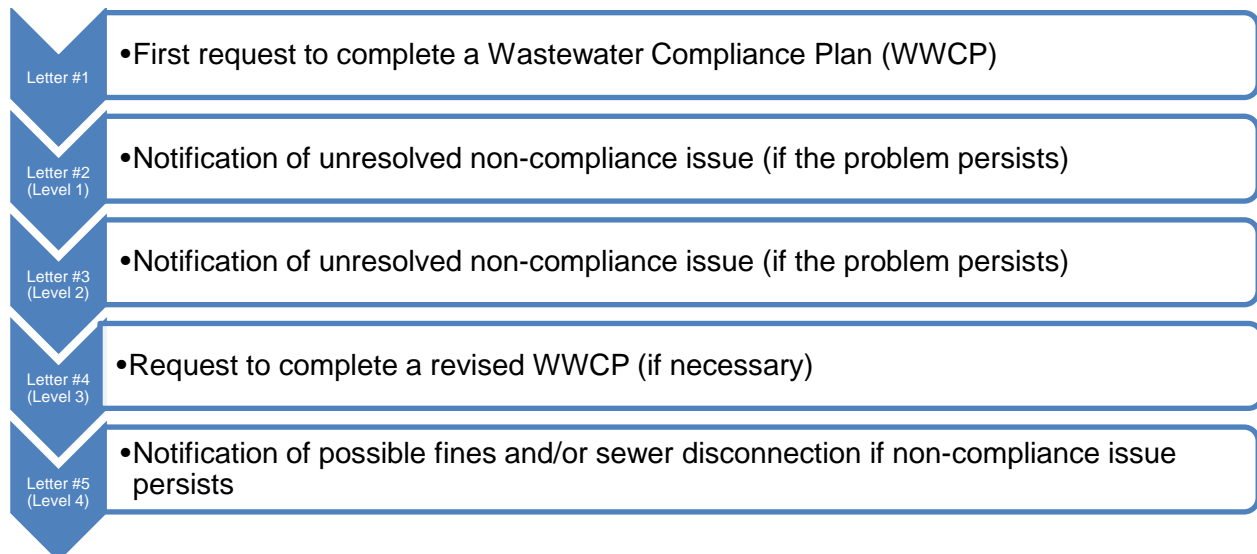 Letter #1
•First request to complete a Wastewater Compliance Plan (WWCP)
Letter #2
(Level 1)
•Notification of unresolved non-compliance issue (if the problem persists)
Letter #3
(Level 2)
•Notification of unresolved non-compliance issue (if the problem persists)
Letter #4
(Level 3)
•Request to complete a revised WWCP (if necessary)
Letter #5
(Level 4)
•Notification of possible fines and/or sewer disconnection if non-compliance issue
persists